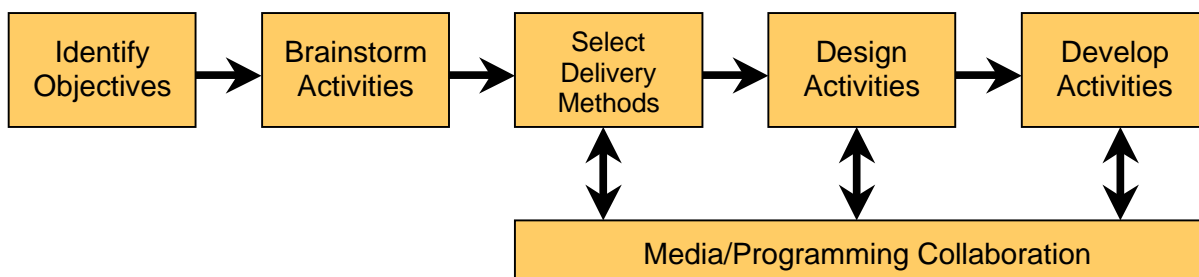 Identify
Objectives
Brainstorm
Activities
Select
Delivery
Methods
Design
Activities
Develop
Activities
Media/Programming Collaboration